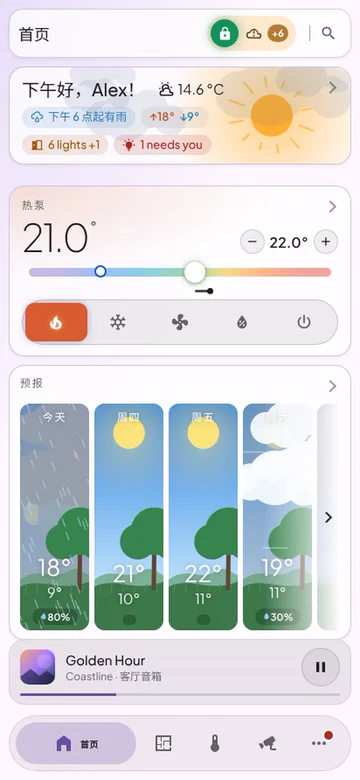 首页
+6
下午好，Alex！ 14.6°C
下午6点起有雨 ↑18° ↓9°
6 lights +1 1 needs you
热泵
21.0°
− 22.0° +
预报
今天 周四 周五
18° 21° 22° 19°
9° 10° 11° 11°
80% 30%
Golden Hour
Coastline · 客厅音箱
首页